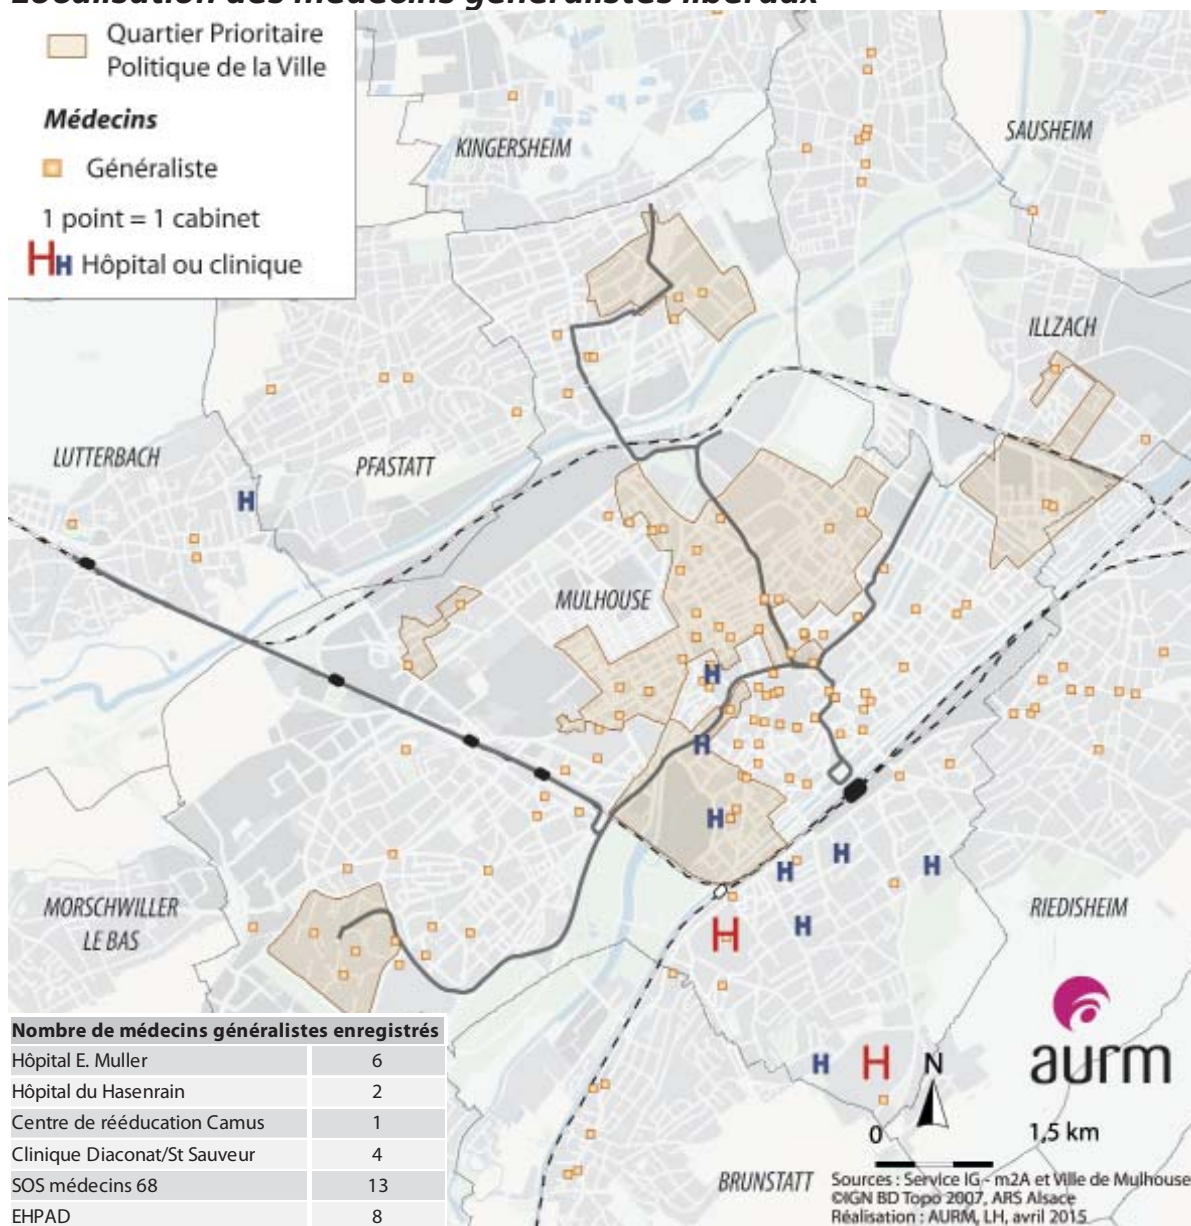 Localisation des médecins généralistes libéraux
Quartier Prioritaire
Politique de la Ville
Médecins
Généraliste
1 point = 1 cabinet
HH Hôpital ou clinique
KINGERSHEIM
SAUSHEIM
ILLZACH
LUTTERBACH
PFASTATT
H
MULHOUSE
H
H
H
H
H
H
MORSCHWILLER
LE BAS
RIEDISHEIM
H
H
H
H
N
aurm
0
1,5 km
BRUNSTATT
Sources : Service IG - m2A et Ville de Mulhouse
©IGN BD Topo 2007, ARS Alsace
Réalisation : AURM, LH, avril 2015
Nombre de médecins généralistes enregistrés
Hôpital E. Muller 6
Hôpital du Hasenrain 2
Centre de rééducation Camus 1
Clinique Diaconat/St Sauveur 4
SOS médecins 68 13
EHPAD 8